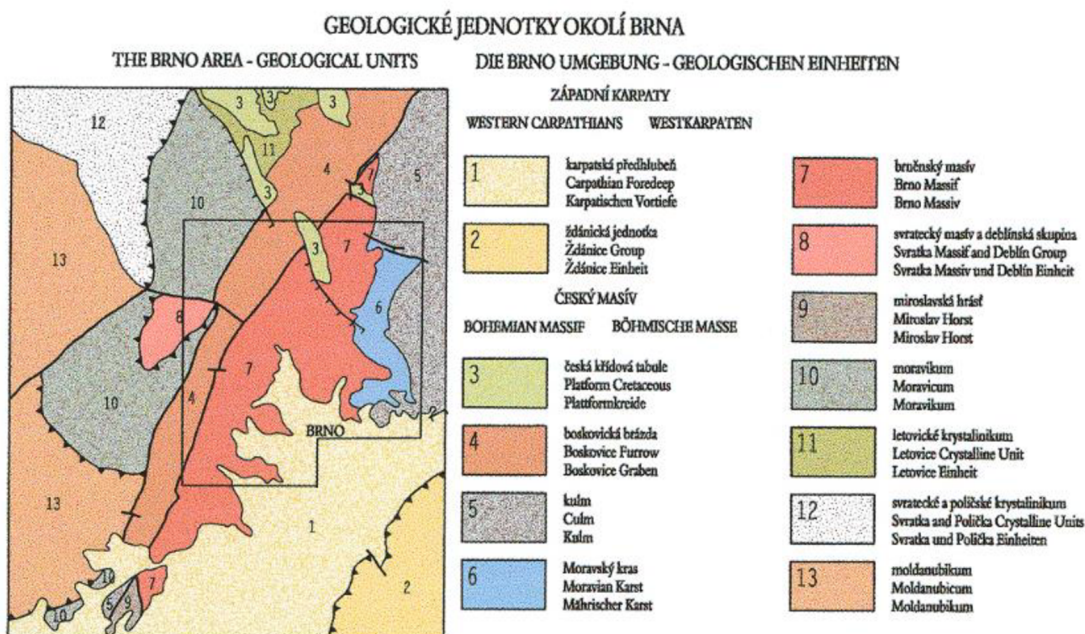 GEOLOGICKÉ JEDNOTKY OKOLÍ BRNA
THE BRNO AREA - GEOLOGICAL UNITS
DIE BRNO UMGEBUNG - GEOLOGISCHEN EINHEITEN
12
3
3
3
11
4
5
7
3
10
3
3
7
13
6
8
10
4
7
BRNO
13
1
2
10
7
5
9
10
ZÁPADNÍ KARPATY
WESTERN CARPATHIANS
WESTKARPATEN
1
karpatská předhlubeň
Carpathian Foredeep
Karpatischen Vortiefe
2
ždánická jednotka
Ždánice Group
Ždánice Einheit
ČESKÝ MASÍV
BOHEMIAN MASSIF
BÖHMISCHE MASSE
3
česká křídová tabule
Platform Cretaceous
Plattformkreide
4
boskovická brázda
Boskovice Furrow
Boskovice Graben
5
kulm
Culm
Kulm
6
Moravský kras
Moravian Karst
Mährischer Karst
7
brněnský masív
Brno Massif
Brno Massiv
8
svratecký masív a deblínská skupina
Svratka Massif and Deblín Group
Svratka Massiv und Deblín Einheit
9
miroslavská hrásť
Miroslav Horst
Miroslav Horst
10
moravikum
Moravicum
Moravikum
11
letovické krystalinikum
Letovice Crystalline Unit
Letovice Einheit
12
svratecké a poličské krystalinikum
Svratka and Polička Crystalline Units
Svratka und Polička Einheiten
13
moldanubikum
Moldanubicum
Moldanubikum